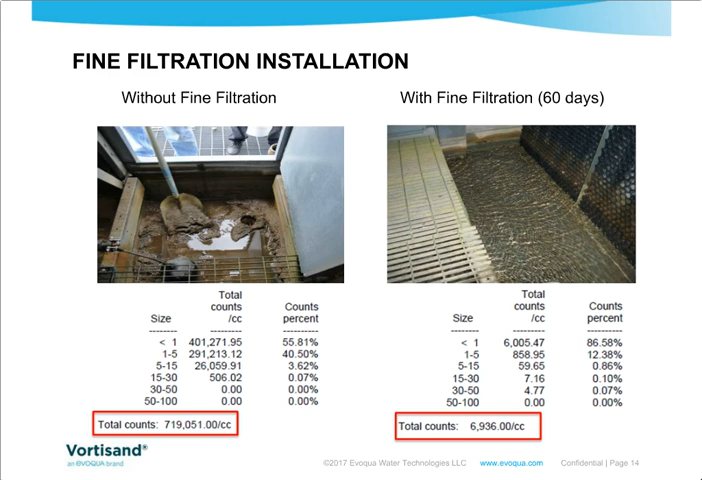 FINE FILTRATION INSTALLATION
Without Fine Filtration
With Fine Filtration (60 days)
Total
counts
/cc
Counts
percent
Size
-------- --------- ----------
< 1 401,271.95 55.81%
1-5 291,213.12 40.50%
5-15 26,059.91 3.62%
15-30 506.02 0.07%
30-50 0.00 0.00%
50-100 0.00 0.00%
Total counts: 719,051.00/cc
Total
counts
/cc
Counts
percent
Size
-------- --------- ----------
< 1 6,005.47 86.58%
1-5 858.95 12.38%
5-15 59.65 0.86%
15-30 7.16 0.10%
30-50 4.77 0.07%
50-100 0.00 0.00%
Total counts: 6,936.00/cc
Vortisand®
an EVOQUA brand
©2017 Evoqua Water Technologies LLC www.evoqua.com Confidential | Page 14